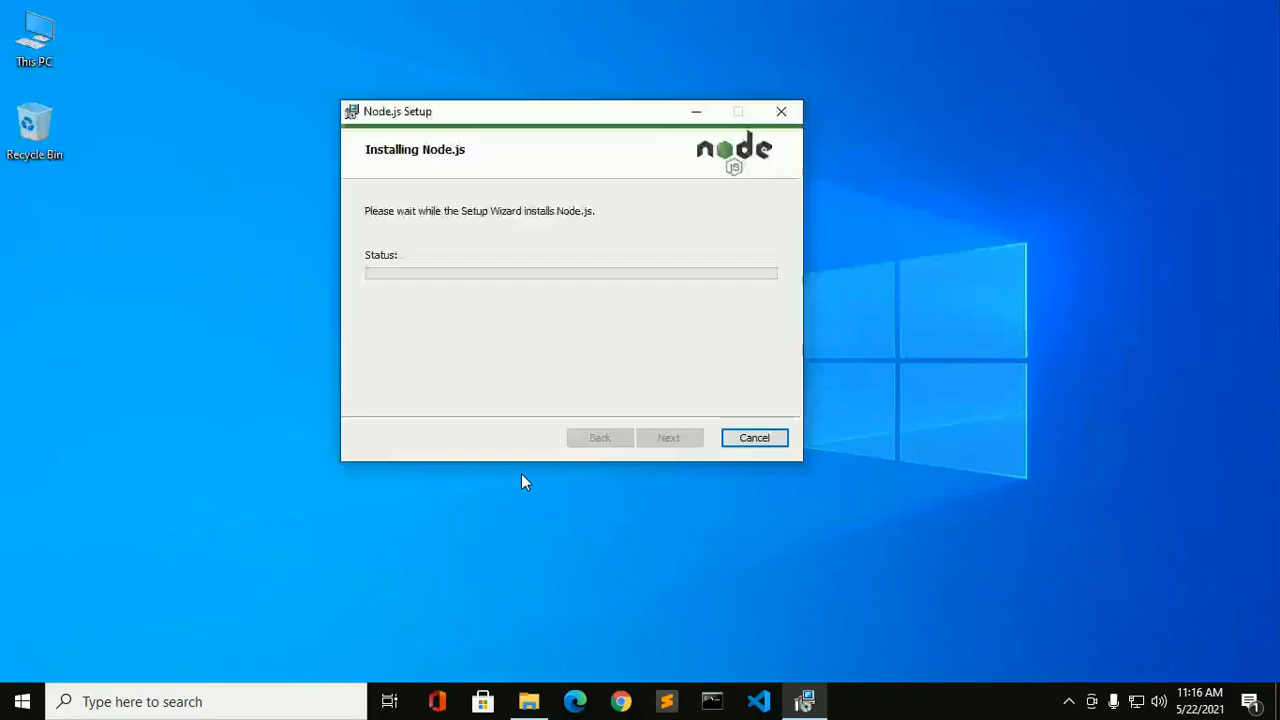 This PC
Recycle Bin
Node.js Setup
Installing Node.js
node
JS
Please wait while the Setup Wizard installs Node.js.
Status:
Back
Next
Cancel
Type here to search
11:16 AM
5/22/2021
1